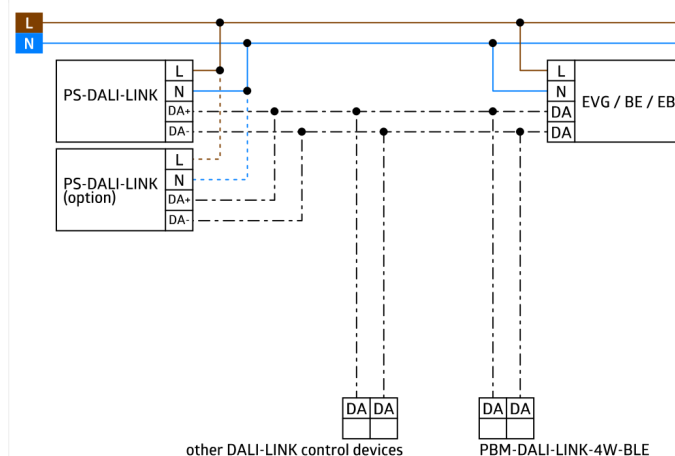 L
N
PS-DALI-LINK
L
N
DA+
DA-
L
N
DA
DA
EVG / BE / EB
PS-DALI-LINK
(option)
L
N
DA+
DA-
DA DA
DA DA
other DALI-LINK control devices
PBM-DALI-LINK-4W-BLE